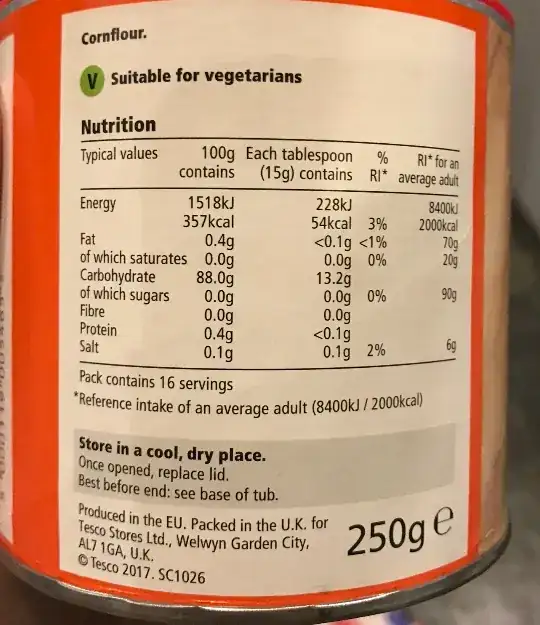 Cornflour.
V Suitable for vegetarians
Nutrition
Typical values 100g contains Each tablespoon (15g) contains % RI* RI* for an average adult
Energy 1518kJ 228kJ 8400kJ
357kcal 54kcal 3% 2000kcal
Fat 0.4g <0.1g <1% 70g
of which saturates 0.0g 0.0g 0% 20g
Carbohydrate 88.0g 13.2g
of which sugars 0.0g 0.0g 0% 90g
Fibre 0.0g 0.0g
Protein 0.4g <0.1g
Salt 0.1g 0.1g 2% 6g
Pack contains 16 servings
*Reference intake of an average adult (8400kJ / 2000kcal)
Store in a cool, dry place.
Once opened, replace lid.
Best before end: see base of tub.
Produced in the EU. Packed in the U.K. for
Tesco Stores Ltd., Welwyn Garden City,
AL7 1GA, U.K.
© Tesco 2017. SC1026
250g ℮